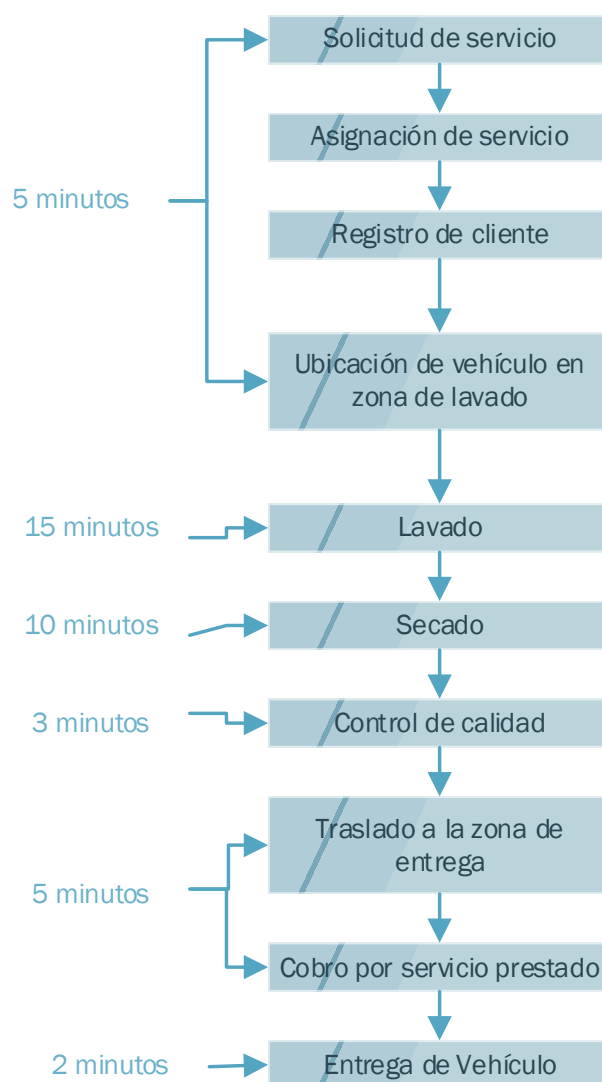 Solicitud de servicio
Asignación de servicio
5 minutos
Registro de cliente
Ubicación de vehículo en
zona de lavado
15 minutos
Lavado
10 minutos
Secado
3 minutos
Control de calidad
Traslado a la zona de
entrega
5 minutos
Cobro por servicio prestado
2 minutos
Entrega de Vehículo